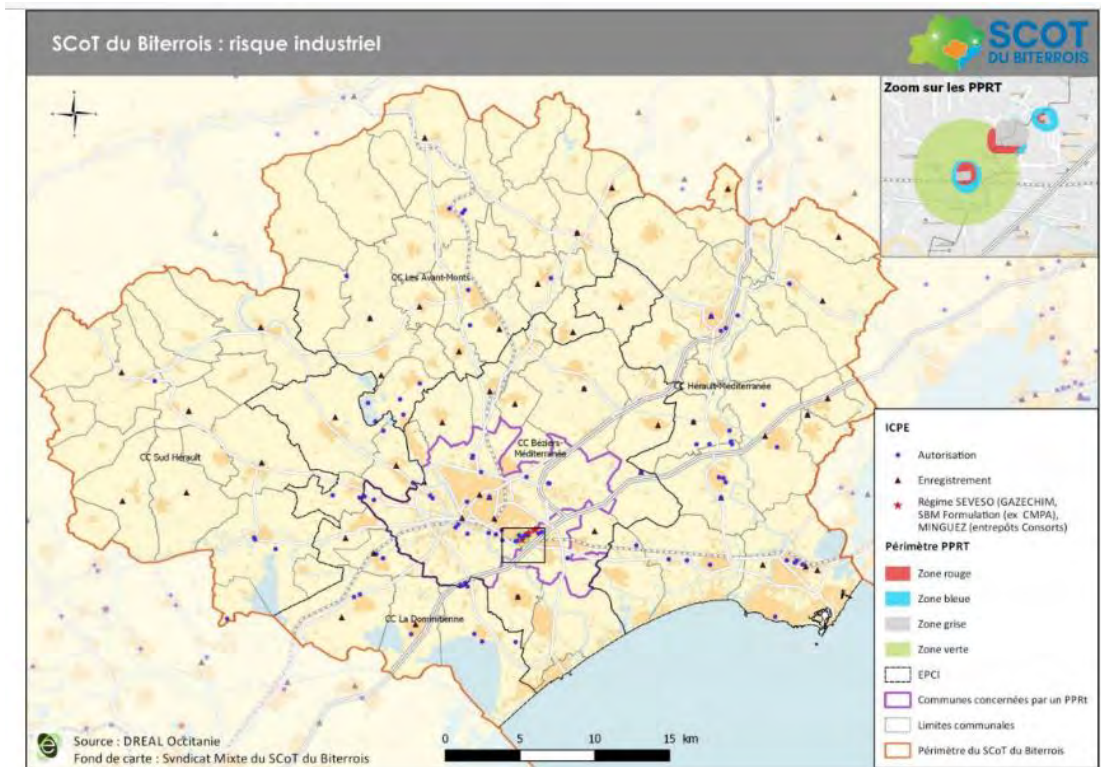 SCoT du Biterrois : risque industriel
SCOT
DU BITERROIS
Zoom sur les PPRT
CC Les Avant-Monts
CC Hérault-Méditerranée
CC Béziers-
Méditerranée
CC Sud Hérault
CC La Domitienne
ICPE
Autorisation
Enregistrement
Régime SEVESO (GAZECHIM,
SBM Formulation (ex CMPA),
MINGUEZ (entrepôts Consorts)
Périmètre PPRT
Zone rouge
Zone bleue
Zone grise
Zone verte
EPCI
Communes concernées par un PPRt
Limites communales
Périmètre du SCoT du Biterrois
Source : DREAL Occitanie
Fond de carte : Syndicat Mixte du SCoT du Biterrois
0 5 10 15 km